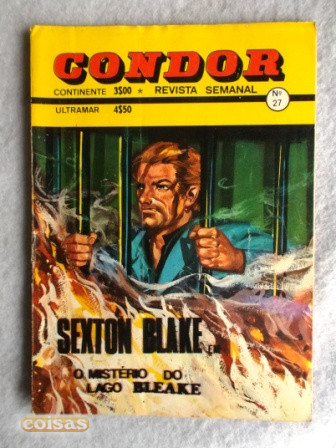 CONDOR
CONTINENTE 3$00 * REVISTA SEMANAL
ULTRAMAR 4$50
Nº 27
SEXTON BLAKE em
O MISTÉRIO DO
LAGO BLEAKE
coisas